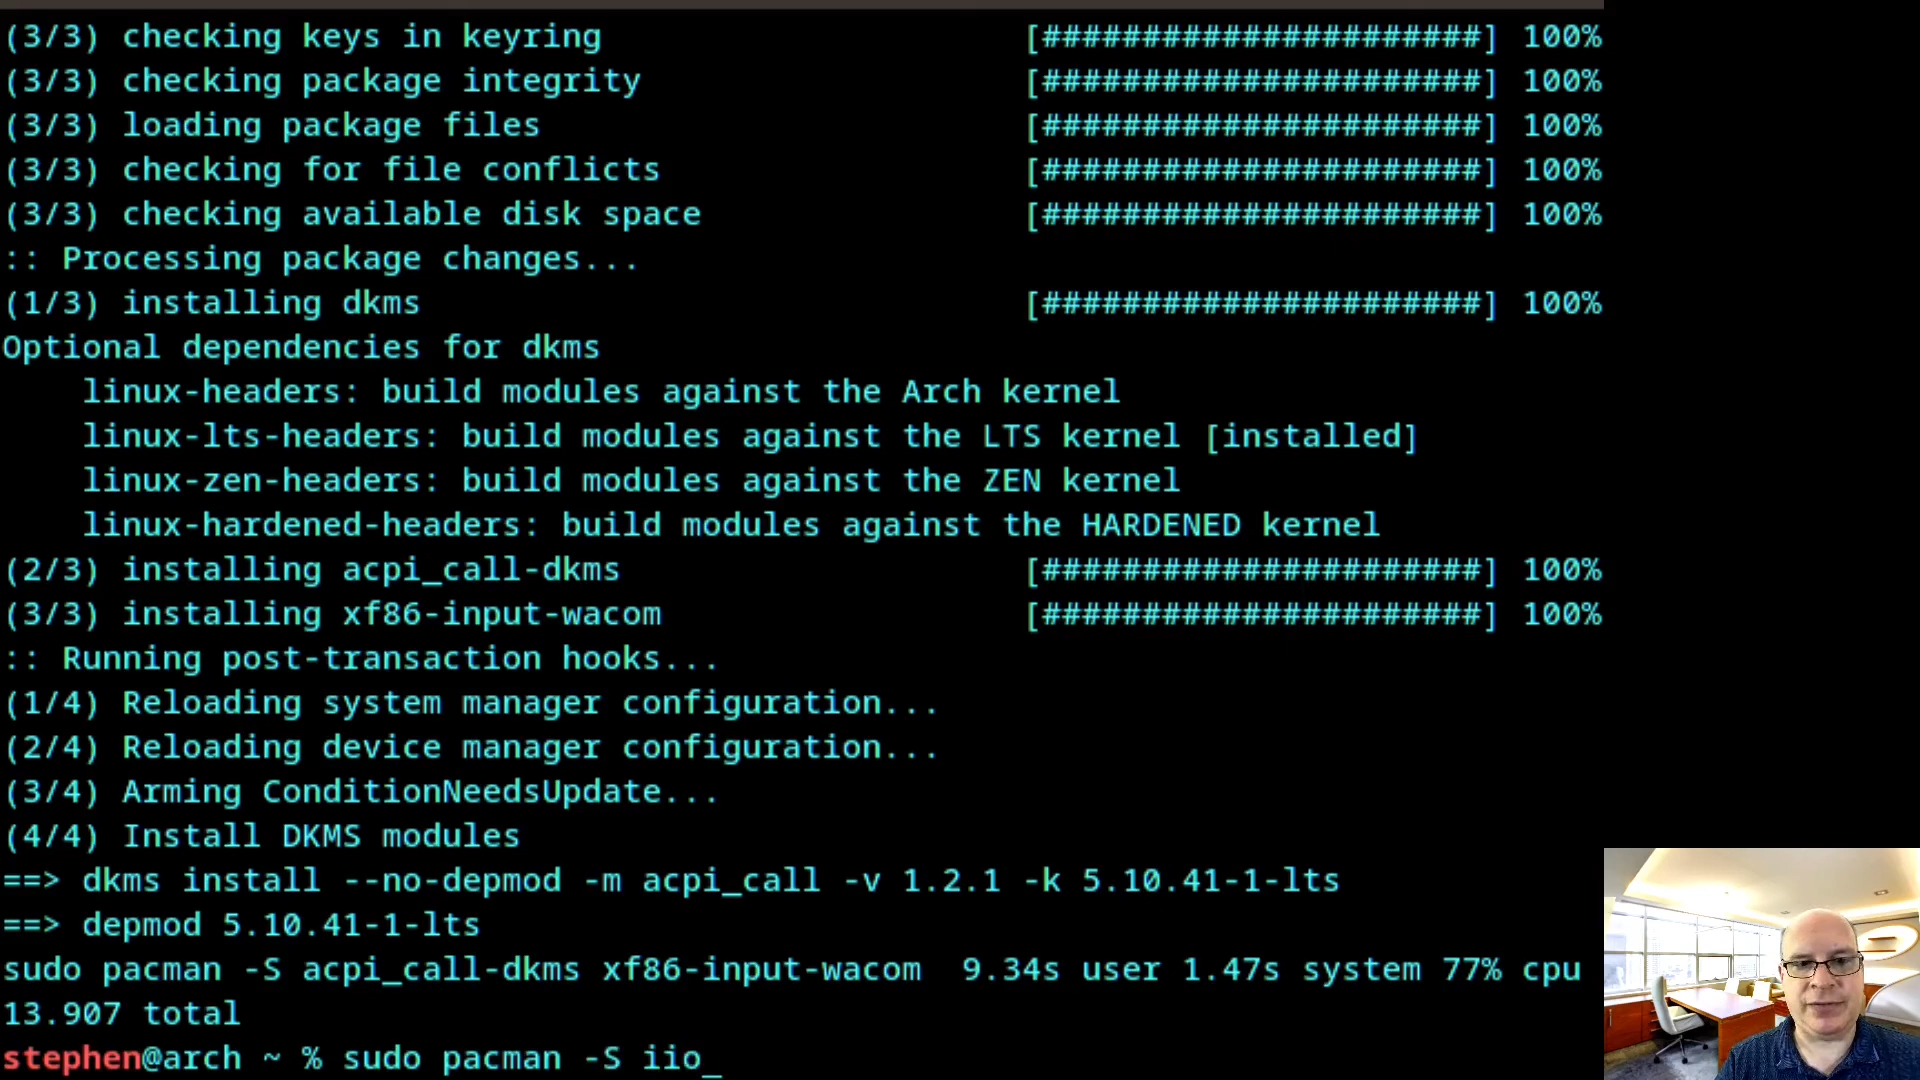 (3/3) checking keys in keyring [######################] 100%
(3/3) checking package integrity [######################] 100%
(3/3) loading package files [######################] 100%
(3/3) checking for file conflicts [######################] 100%
(3/3) checking available disk space [######################] 100%
:: Processing package changes...
(1/3) installing dkms [######################] 100%
Optional dependencies for dkms
    linux-headers: build modules against the Arch kernel
    linux-lts-headers: build modules against the LTS kernel [installed]
    linux-zen-headers: build modules against the ZEN kernel
    linux-hardened-headers: build modules against the HARDENED kernel
(2/3) installing acpi_call-dkms [######################] 100%
(3/3) installing xf86-input-wacom [######################] 100%
:: Running post-transaction hooks...
(1/4) Reloading system manager configuration...
(2/4) Reloading device manager configuration...
(3/4) Arming ConditionNeedsUpdate...
(4/4) Install DKMS modules
==> dkms install --no-depmod -m acpi_call -v 1.2.1 -k 5.10.41-1-lts
==> depmod 5.10.41-1-lts
sudo pacman -S acpi_call-dkms xf86-input-wacom  9.34s user 1.47s system 77% cpu
13.907 total
stephen@arch ~ % sudo pacman -S iio_